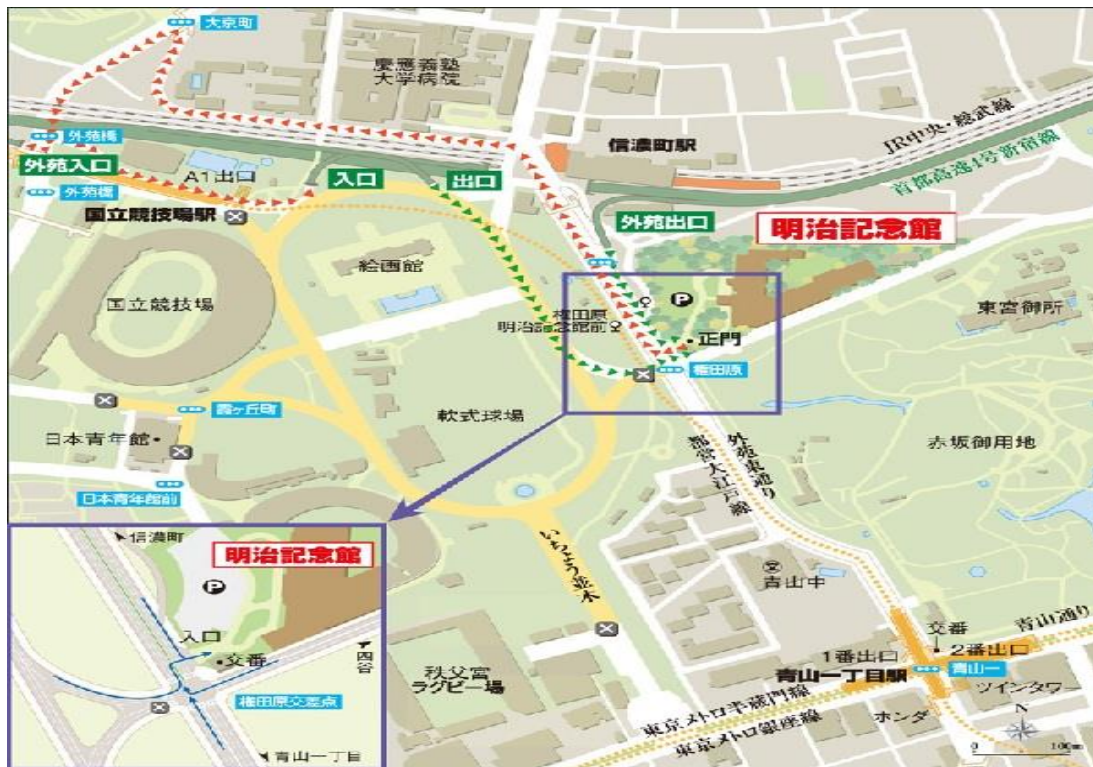 大京町
慶應義塾
大学病院
外苑橋
外苑入口
A1出口
入口
出口
信濃町駅
JR中央・総武線
首都高速4号新宿線
外苑橋
国立競技場駅
外苑出口
明治記念館
絵画館
国立競技場
P
東宮御所
権田原
明治記念館前
正門
権田原
霞ヶ丘町
軟式球場
日本青年館
赤坂御用地
外苑東通り
都営大江戸線
日本青年館前
信濃町
明治記念館
P
いちょう並木
青山中
入口
交番
四谷
権田原交差点
青山一丁目
秩父宮
ラグビー場
交番
青山通り
1番出口
2番出口
青山一丁目駅
青山一
ツインタワー
東京メトロ半蔵門線
東京メトロ銀座線
ホンダ
N
0 100m